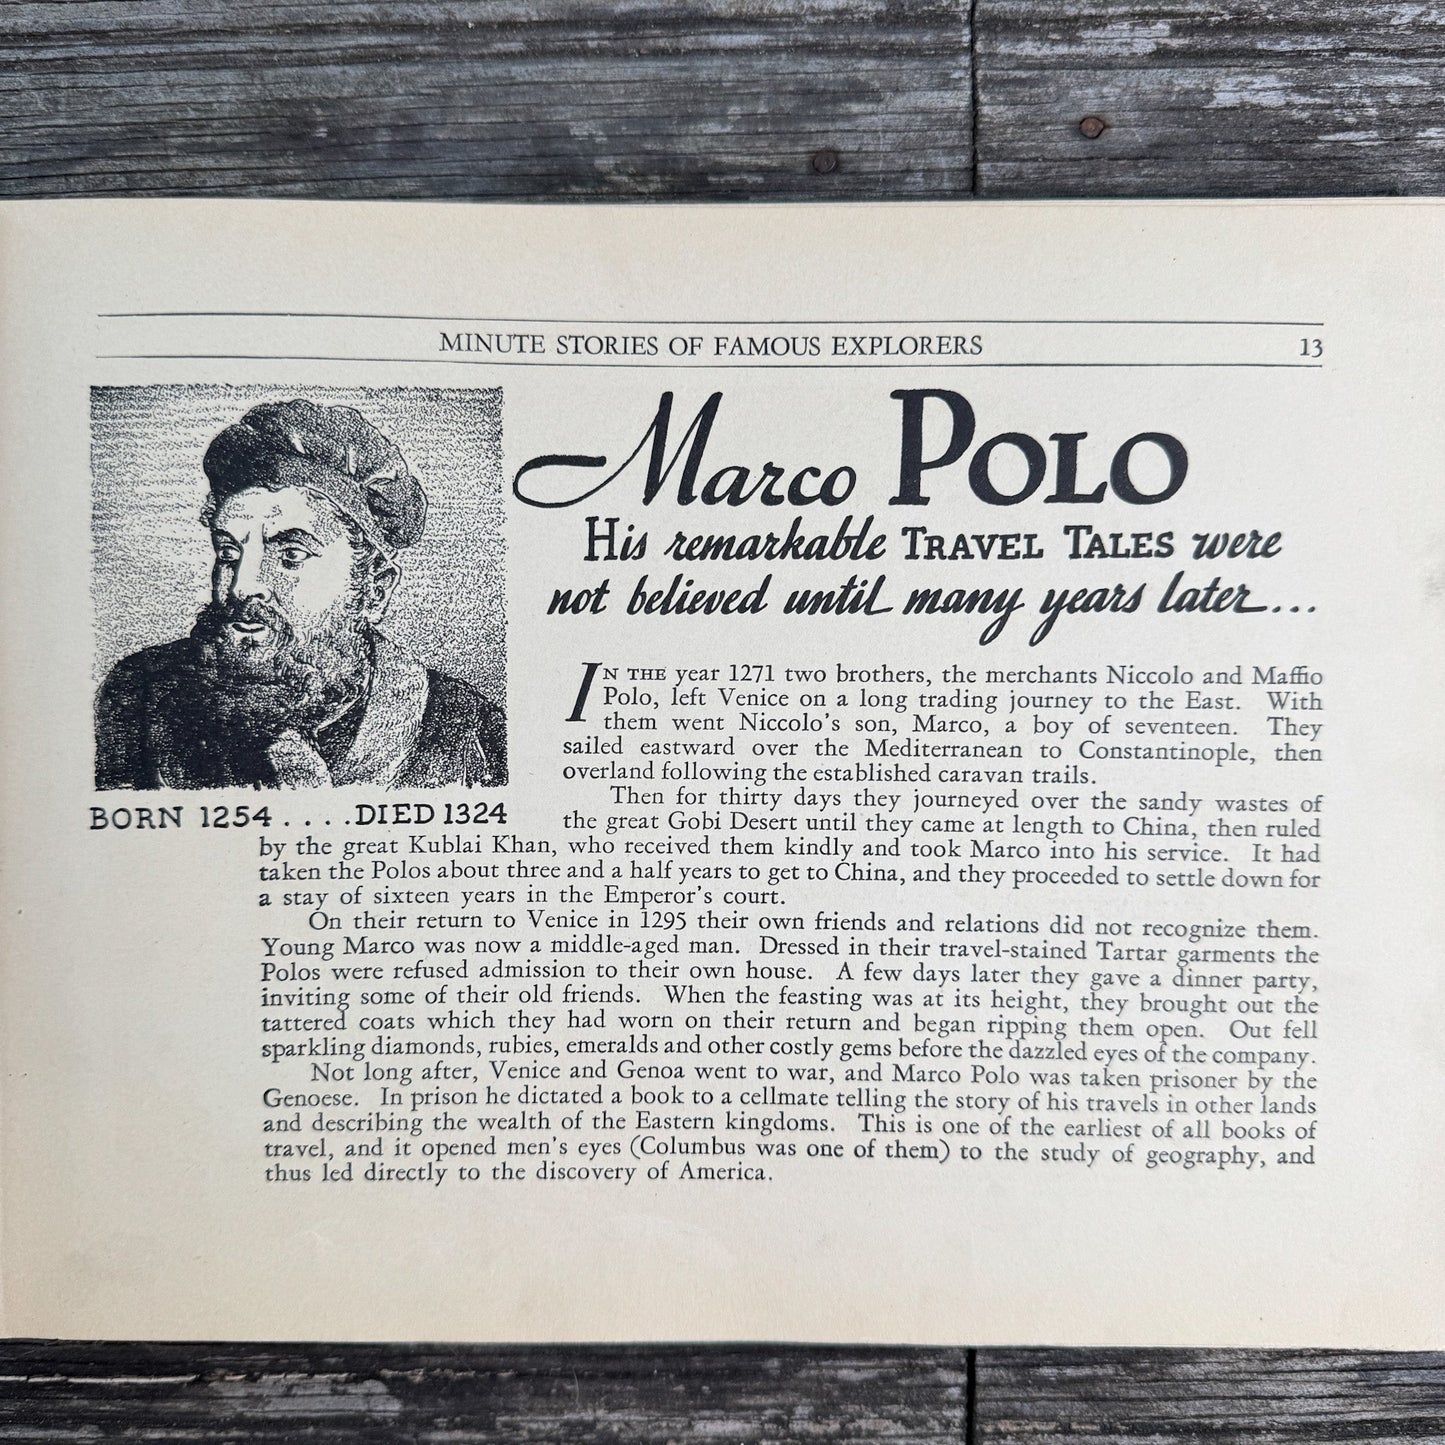 MINUTE STORIES OF FAMOUS EXPLORERS 13
Marco POLO
His remarkable TRAVEL TALES were
not believed until many years later...
BORN 1254 . . . . DIED 1324
IN THE year 1271 two brothers, the merchants Niccolo and Maffio
Polo, left Venice on a long trading journey to the East. With
them went Niccolo's son, Marco, a boy of seventeen. They
sailed eastward over the Mediterranean to Constantinople, then
overland following the established caravan trails.
Then for thirty days they journeyed over the sandy wastes of
the great Gobi Desert until they came at length to China, then ruled
by the great Kublai Khan, who received them kindly and took Marco into his service. It had
taken the Polos about three and a half years to get to China, and they proceeded to settle down for
a stay of sixteen years in the Emperor's court.
On their return to Venice in 1295 their own friends and relations did not recognize them.
Young Marco was now a middle-aged man. Dressed in their travel-stained Tartar garments the
Polos were refused admission to their own house. A few days later they gave a dinner party,
inviting some of their old friends. When the feasting was at its height, they brought out the
tattered coats which they had worn on their return and began ripping them open. Out fell
sparkling diamonds, rubies, emeralds and other costly gems before the dazzled eyes of the company.
Not long after, Venice and Genoa went to war, and Marco Polo was taken prisoner by the
Genoese. In prison he dictated a book to a cellmate telling the story of his travels in other lands
and describing the wealth of the Eastern kingdoms. This is one of the earliest of all books of
travel, and it opened men's eyes (Columbus was one of them) to the study of geography, and
thus led directly to the discovery of America.